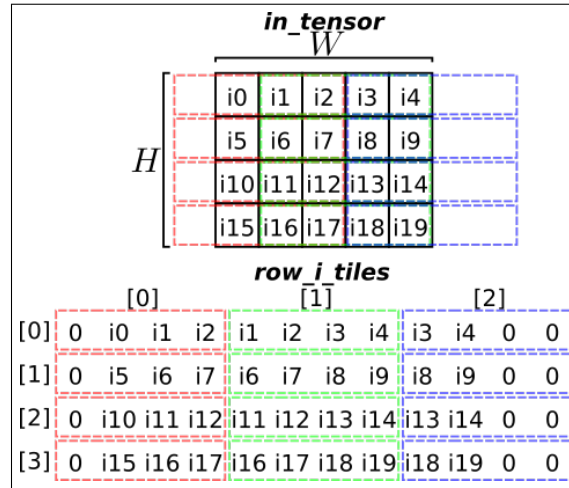 in_tensor
W
i0 i1 i2 i3 i4
i5 i6 i7 i8 i9
H
i10 i11 i12 i13 i14
i15 i16 i17 i18 i19
row_i_tiles
[0] [1] [2]
[0] 0 i0 i1 i2 i1 i2 i3 i4 i3 i4 0 0
[1] 0 i5 i6 i7 i6 i7 i8 i9 i8 i9 0 0
[2] 0 i10 i11 i12 i11 i12 i13 i14 i13 i14 0 0
[3] 0 i15 i16 i17 i16 i17 i18 i19 i18 i19 0 0